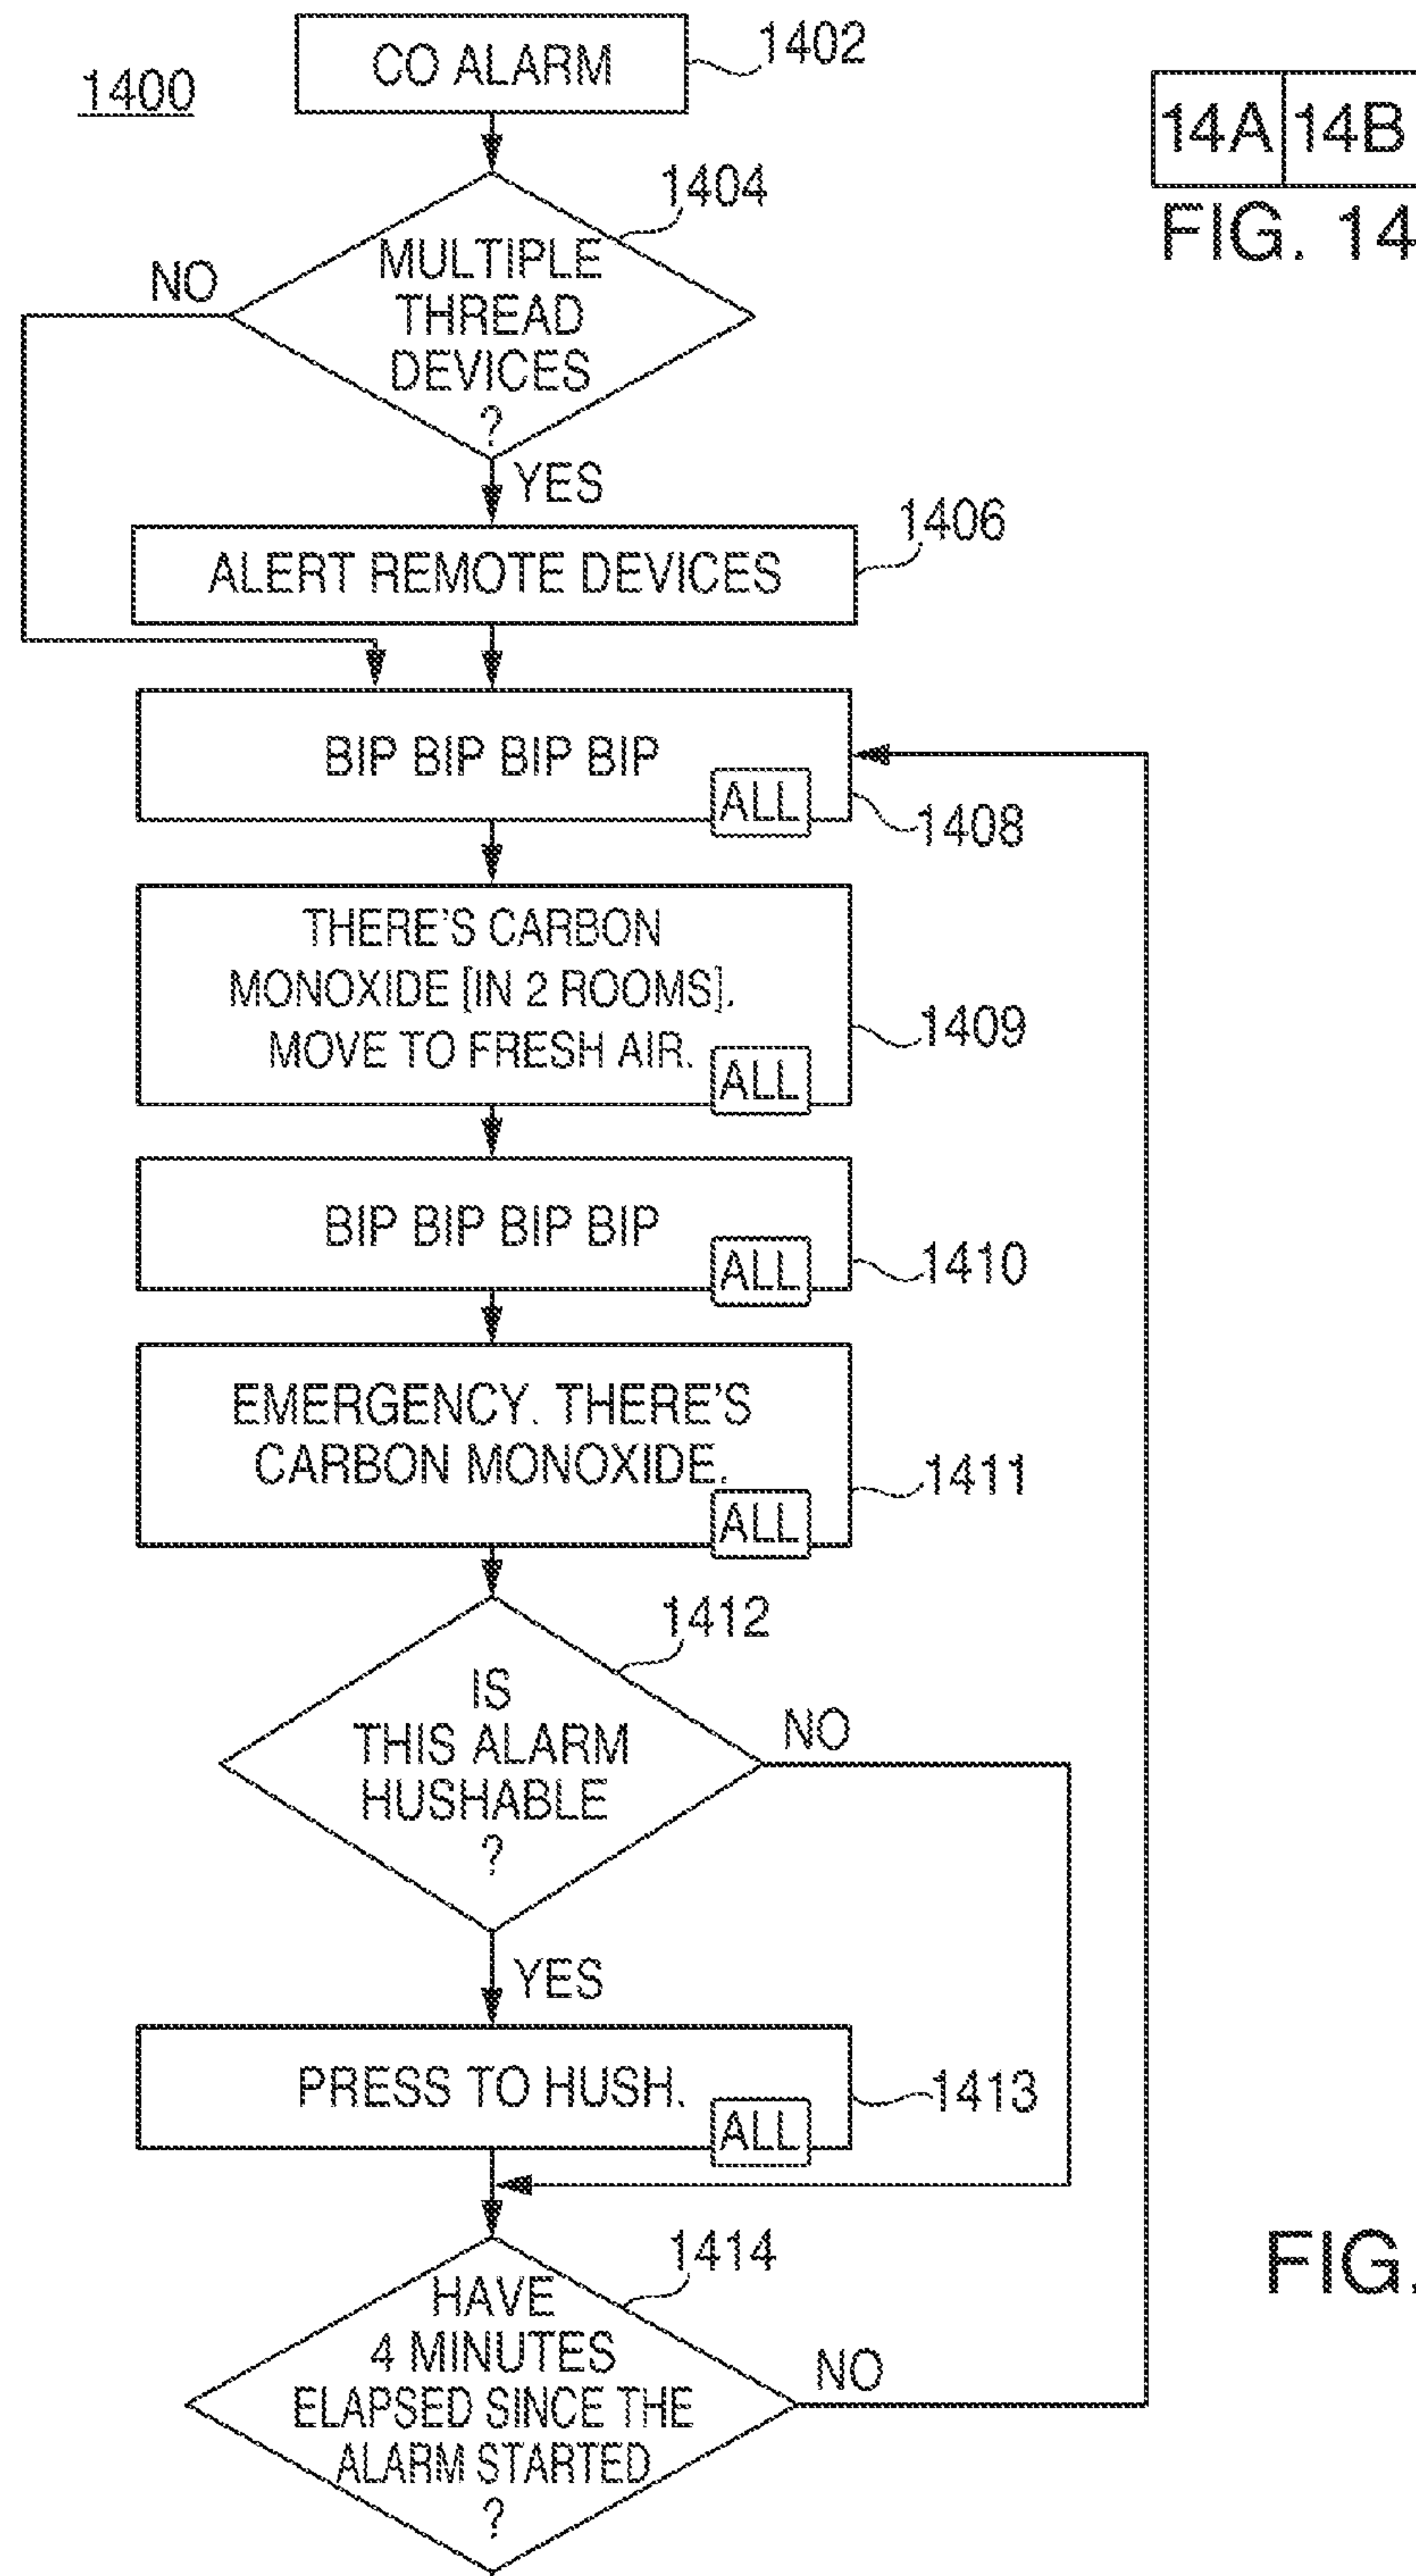 1400
CO ALARM
1402
14A 14B
FIG. 14
1404
MULTIPLE
THREAD
DEVICES
?
NO
YES
1406
ALERT REMOTE DEVICES
BIP BIP BIP BIP
ALL
1408
THERE'S CARBON
MONOXIDE [IN 2 ROOMS].
MOVE TO FRESH AIR.
ALL
1409
BIP BIP BIP BIP
ALL
1410
EMERGENCY. THERE'S
CARBON MONOXIDE.
ALL
1411
1412
IS
THIS ALARM
HUSHABLE
?
NO
YES
PRESS TO HUSH.
ALL
1413
1414
HAVE
4 MINUTES
ELAPSED SINCE THE
ALARM STARTED
?
NO
FIG.